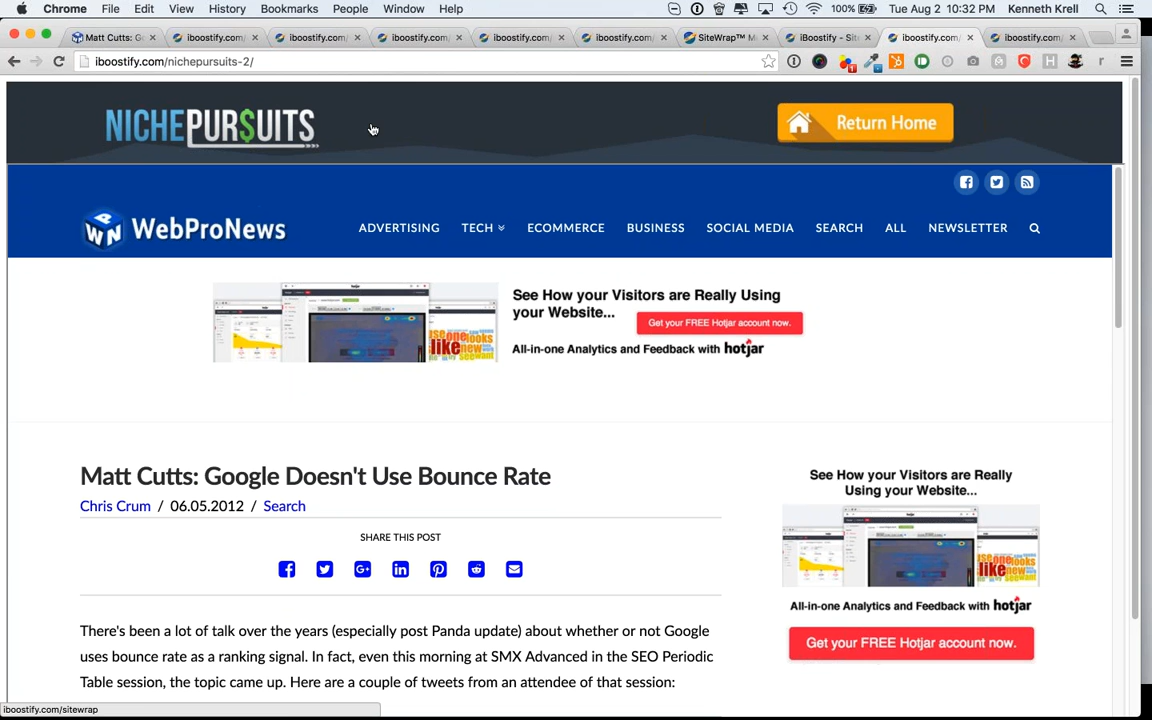 Chrome File Edit View History Bookmarks People Window Help 100% Tue Aug 2 10:32 PM Kenneth Krell
Matt Cutts: G iboostify.com/ iboostify.com/ iboostify.com/ iboostify.com/ iboostify.com/ SiteWrap™ M iBoostify - Site iboostify.com/ iboostify.com/
iboostify.com/nichepursuits-2/
NICHEPUR$UITS
Return Home
WebProNews
ADVERTISING TECH ECOMMERCE BUSINESS SOCIAL MEDIA SEARCH ALL NEWSLETTER
See How your Visitors are Really Using
your Website...
Get your FREE Hotjar account now.
All-in-one Analytics and Feedback with hotjar
Matt Cutts: Google Doesn't Use Bounce Rate
Chris Crum / 06.05.2012 / Search
SHARE THIS POST
There's been a lot of talk over the years (especially post Panda update) about whether or not Google
uses bounce rate as a ranking signal. In fact, even this morning at SMX Advanced in the SEO Periodic
Table session, the topic came up. Here are a couple of tweets from an attendee of that session:
See How your Visitors are Really
Using your Website...
All-in-one Analytics and Feedback with hotjar
Get your FREE Hotjar account now.
iboostify.com/sitewrap